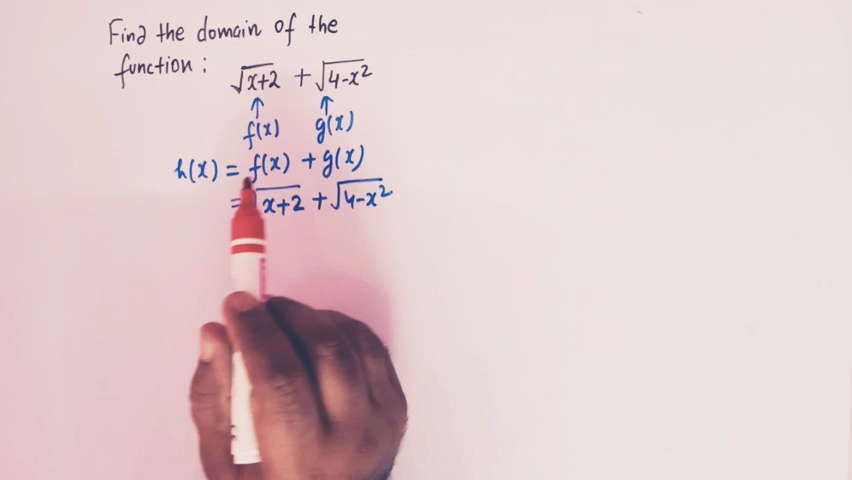 Find the domain of the
function : √x+2 + √4-x²
↑ ↑
f(x) g(x)
h(x) = f(x) + g(x)
= √x+2 + √4-x²